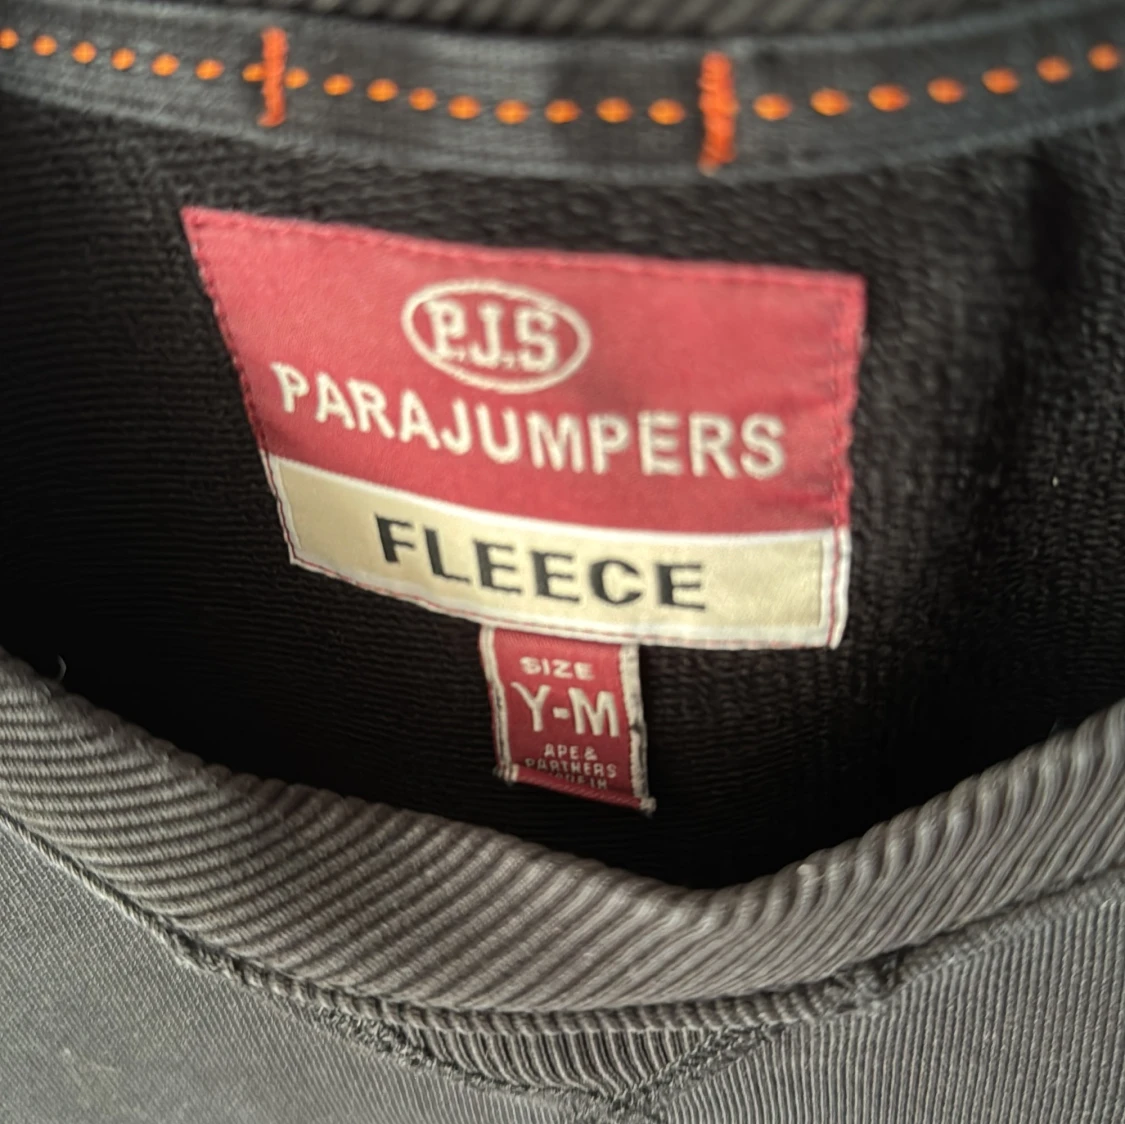 P.J.S
PARAJUMPERS
FLEECE
SIZE
Y-M
APE &
PARTNERS